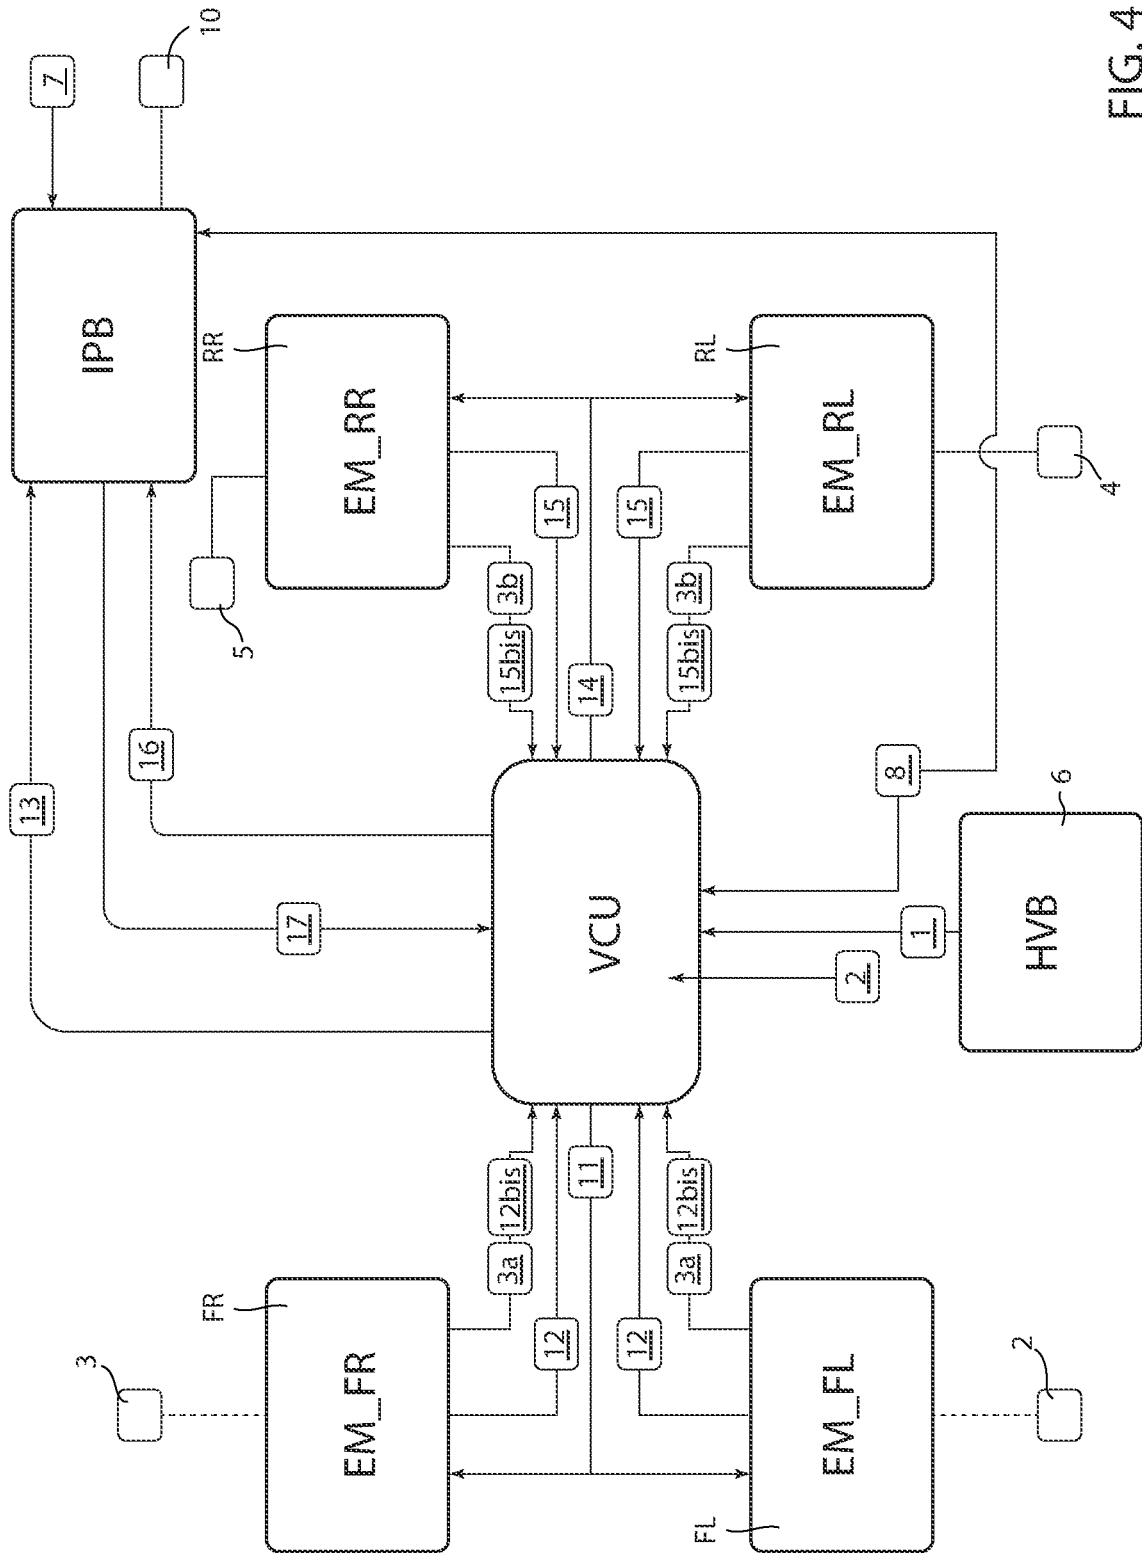 13
7
3
IPB
16
10
FR
RR
5
17
EM_FR
EM_RR
3a
12bis
15bis
3b
12
15
11
VCU
14
12
15
3a
12bis
15bis
3b
FL
RL
EM_FL
EM_RL
2
8
1
2
HVB
6
4
FIG. 4